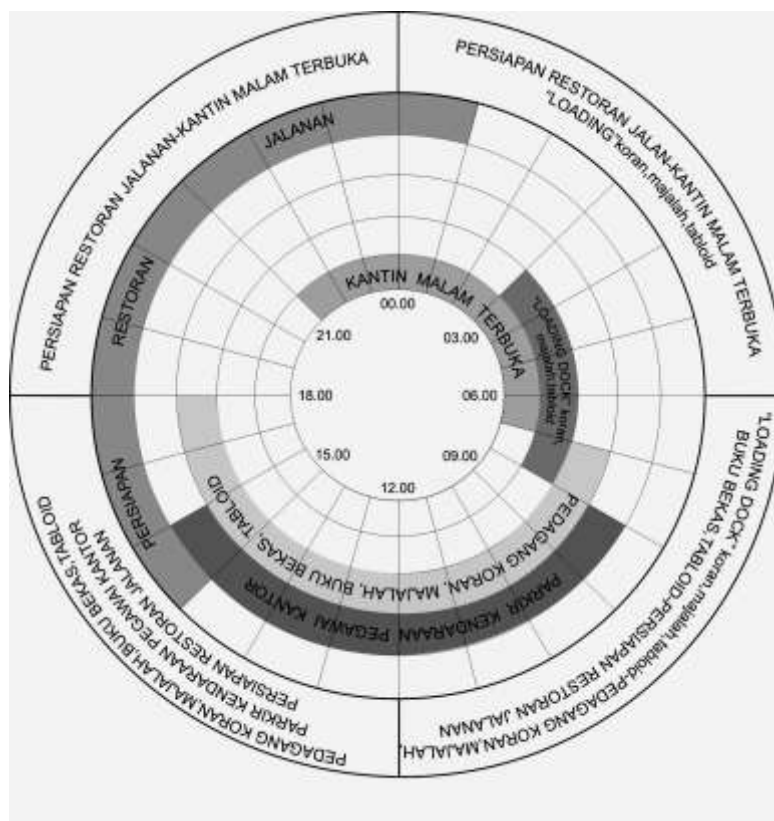 PERSIAPAN RESTORAN JALANAN-KANTIN MALAM TERBUKA
PERSIAPAN RESTORAN JALAN-KANTIN MALAM TERBUKA
"LOADING"koran,majalah,tabloid
PERSIAPAN RESTORAN JALANAN
KANTIN MALAM TERBUKA
"LOADING DOCK" koran,
majalah,tabloid
00.00
03.00
06.00
09.00
12.00
15.00
18.00
21.00
PEDAGANG KORAN, MAJALAH, BUKU BEKAS, TABLOID
PARKIR KENDARAAN PEGAWAI KANTOR
"LOADING DOCK" koran,majalah,tabloid-PEDAGANG KORAN,MAJALAH,
BUKU BEKAS,TABLOID-PERSIAPAN RESTORAN JALANAN
PEDAGANG KORAN,MAJALAH,BUKU BEKAS,TABLOID
PARKIR KENDARAAN PEGAWAI KANTOR
PERSIAPAN RESTORAN JALANAN